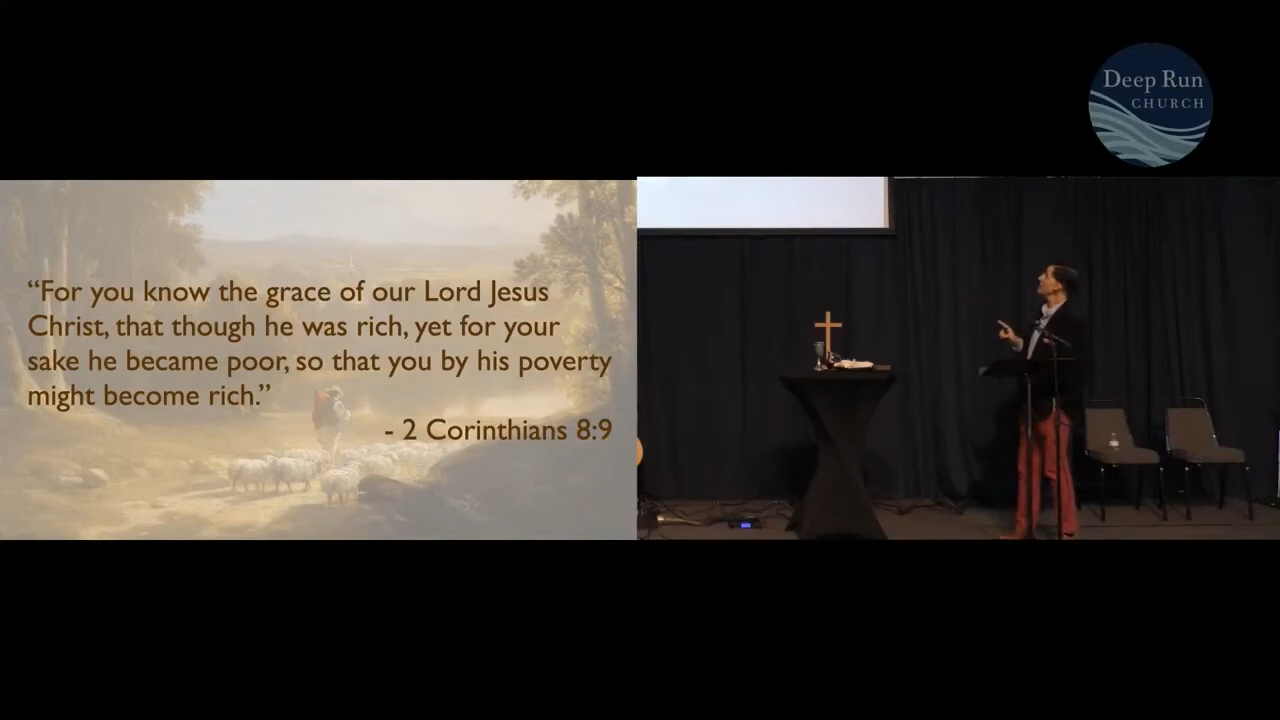 Deep Run
CHURCH
“For you know the grace of our Lord Jesus
Christ, that though he was rich, yet for your
sake he became poor, so that you by his poverty
might become rich.”
- 2 Corinthians 8:9